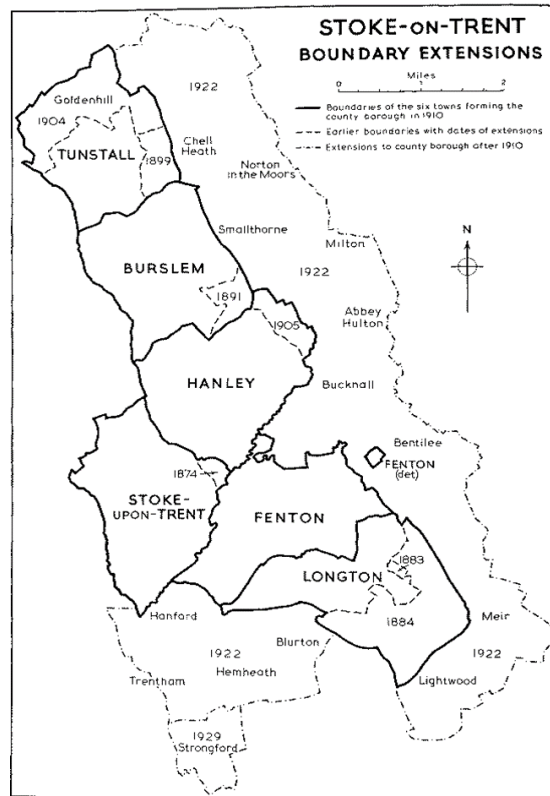 STOKE-ON-TRENT
BOUNDARY EXTENSIONS
Miles
0 2
Boundaries of the six towns forming the
county borough in 1910
Earlier boundaries with dates of extensions
Extensions to county borough after 1910
N
1922
Goldenhill
1904
TUNSTALL
1899
Chell
Heath
Norton
in the Moors
Smallthorne
Milton
BURSLEM
1922
1891
Abbey
Hulton
1905
HANLEY
Bucknall
Bentilee
FENTON
(det)
1874
STOKE-
UPON-TRENT
FENTON
LONGTON
1883
1884
Hanford
Meir
Blurton
1922
1922
Hemheath
Trentham
Lightwood
1929
Strongford